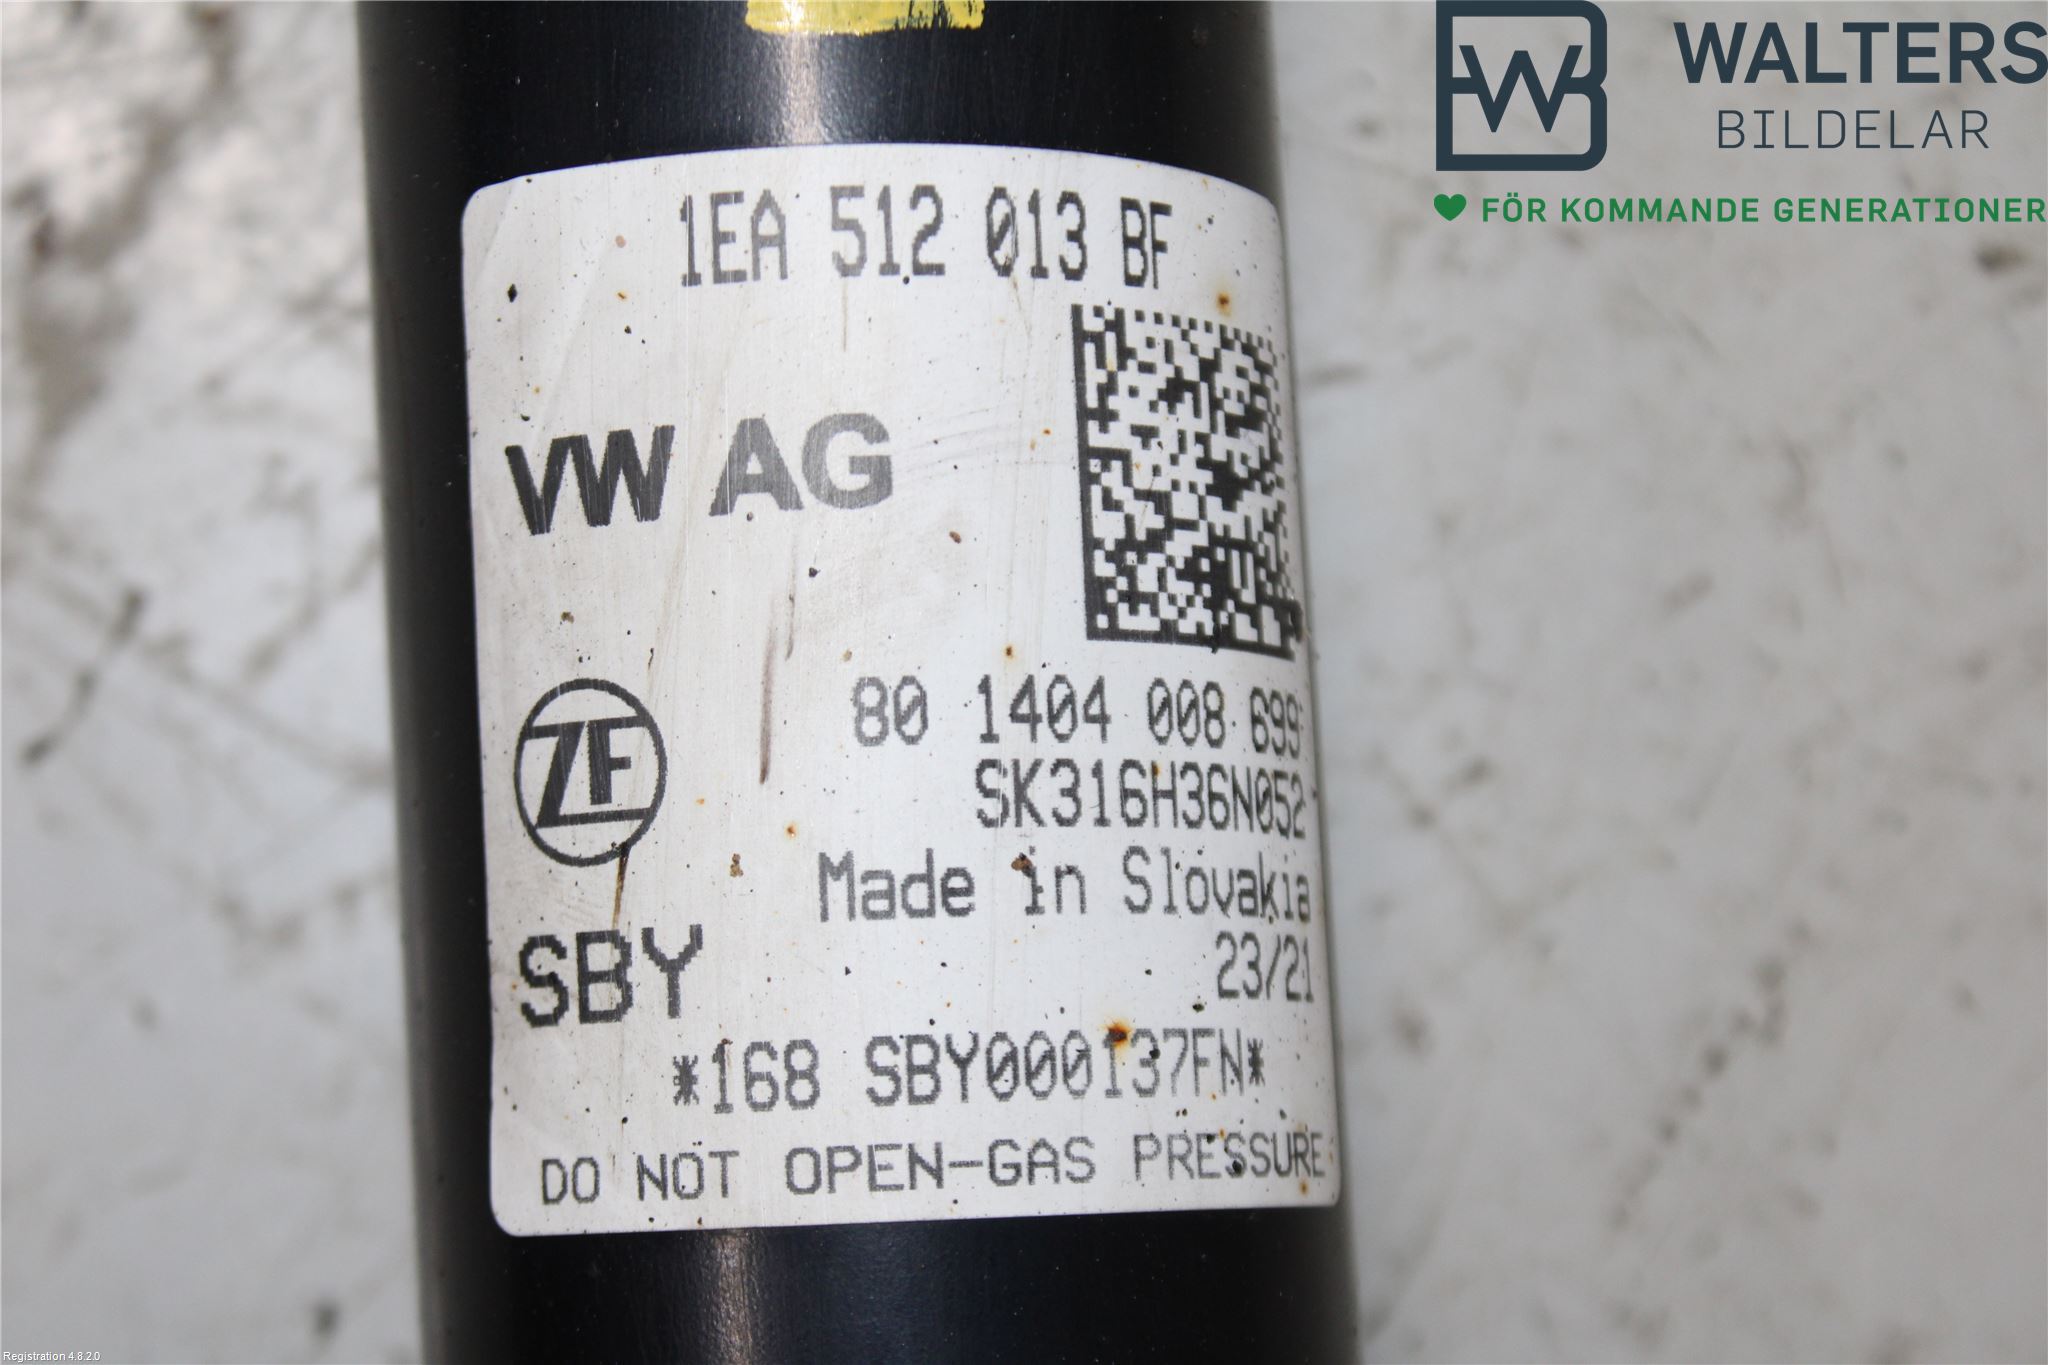 WALTERS
BILDELAR
FÖR KOMMANDE GENERATIONER
1EA 512 013 BF
VW AG
80 1404 008 699
ZF
SK316H36N052
Made in Slovakia
SBY
23/21
*168 SBY000137FN*
DO NOT OPEN-GAS PRESSURE
Registration 4.8.2.0